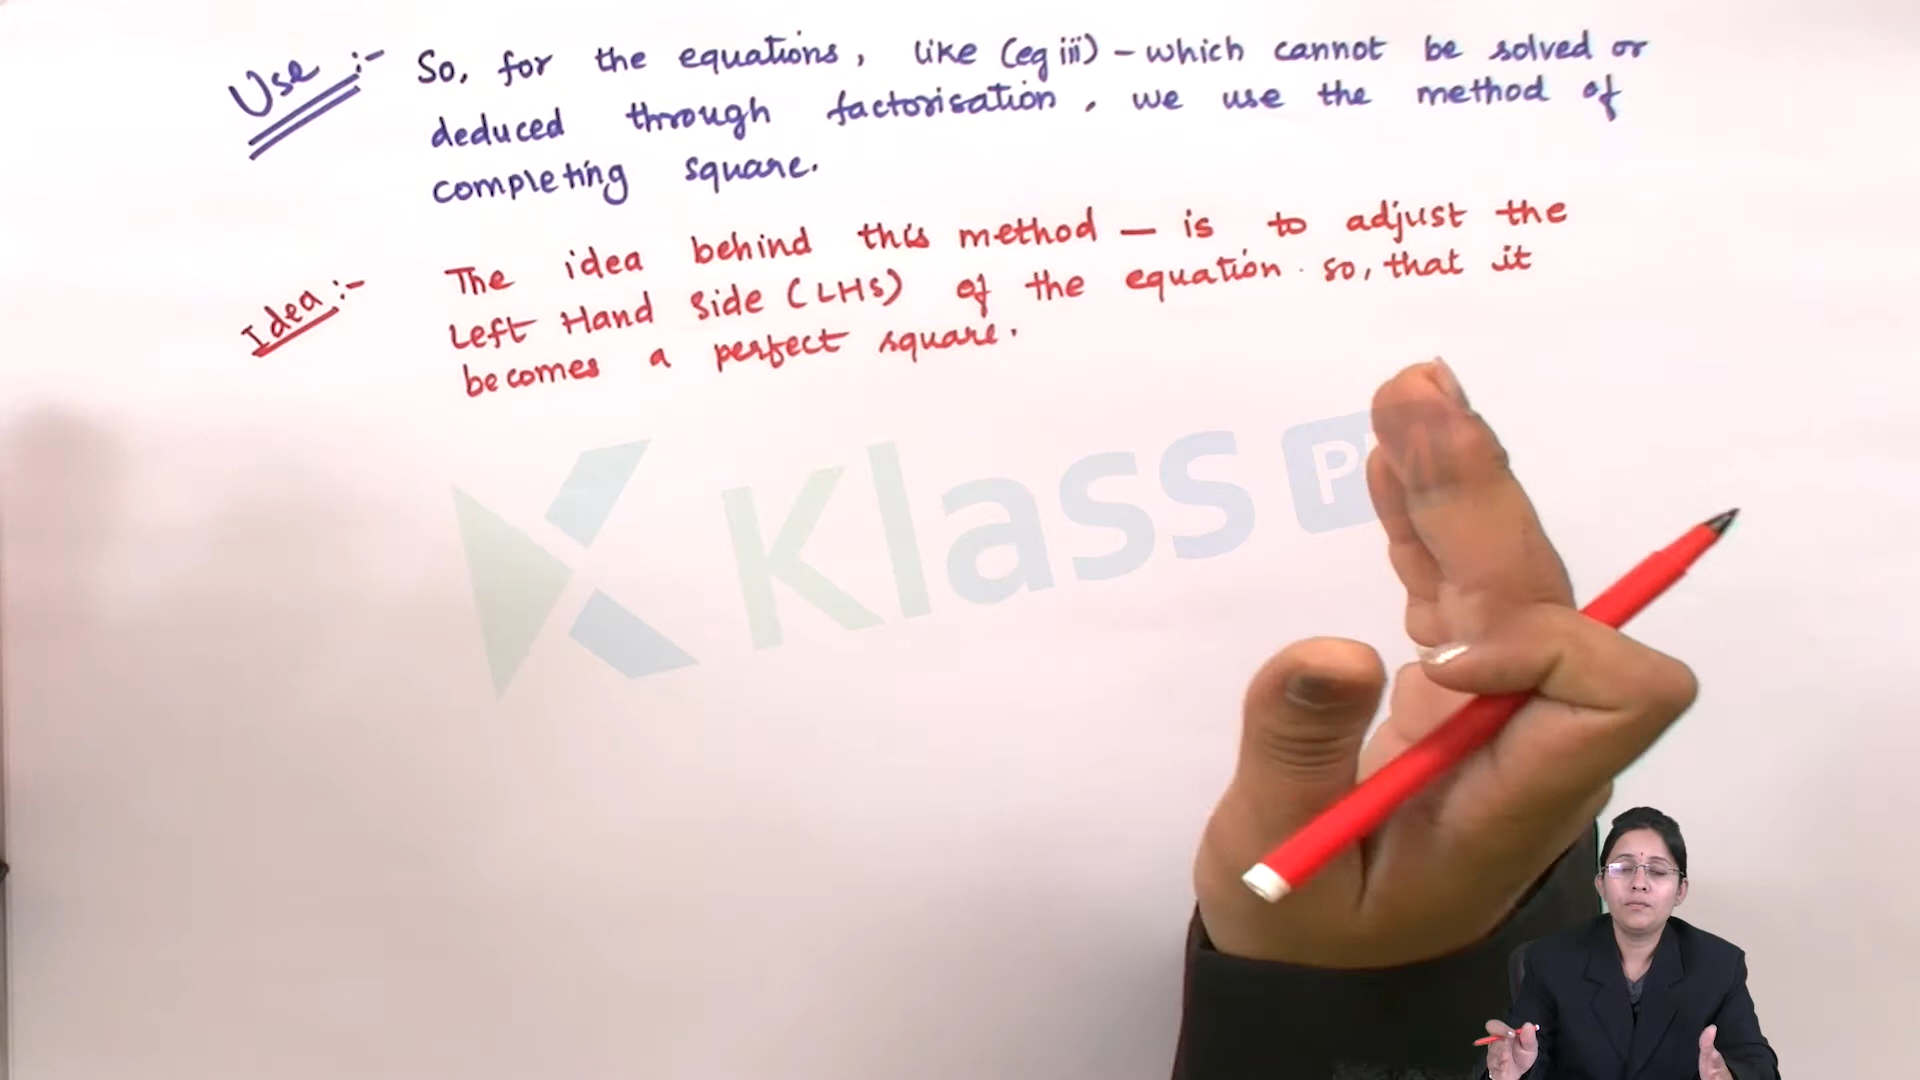 Use :- So, for the equations, like (eg iii) – which cannot be solved or
deduced through factorisation, we use the method of
completing square.
Idea :- The idea behind this method — is to adjust the
Left Hand Side (LHS) of the equation so, that it
becomes a perfect square.
Klass PM